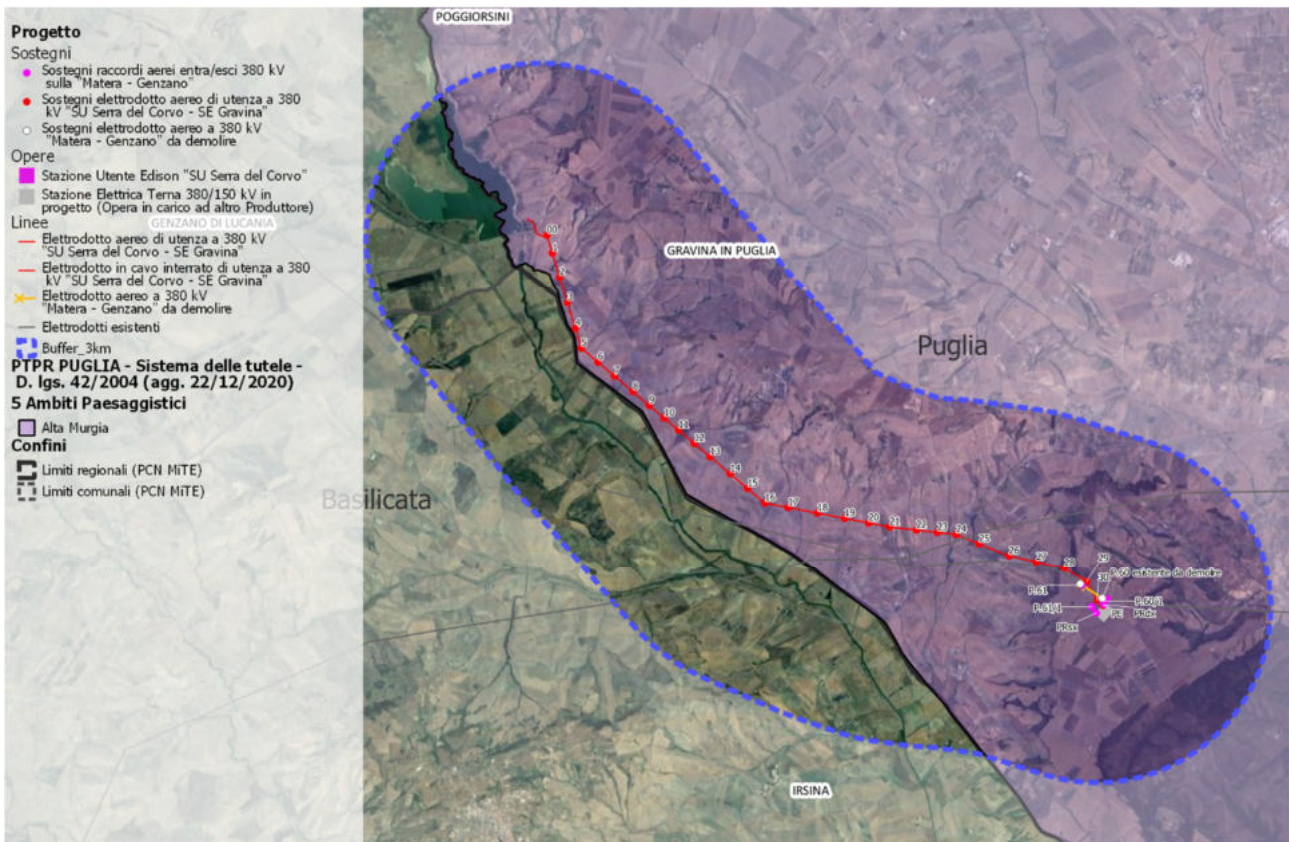 Progetto
Sostegni
Sostegni raccordi aerei entra/esci 380 kV
sulla "Matera - Genzano"
Sostegni elettrodotto aereo di utenza a 380
kV "SU Serra del Corvo - SE Gravina"
Sostegni elettrodotto aereo a 380 kV
"Matera - Genzano" da demolire
Opere
Stazione Utente Edison "SU Serra del Corvo"
Stazione Elettrica Terna 380/150 kV in
progetto (Opera in carico ad altro Produttore)
Linee
Elettrodotto aereo di utenza a 380 kV
"SU Serra del Corvo - SE Gravina"
Elettrodotto in cavo interrato di utenza a 380
kV "SU Serra del Corvo - SE Gravina"
Elettrodotto aereo a 380 kV
"Matera - Genzano" da demolire
Elettrodotti esistenti
Buffer_3km
PTPR PUGLIA - Sistema delle tutele -
D. lgs. 42/2004 (agg. 22/12/2020)
5 Ambiti Paesaggistici
Alta Murgia
Confini
Limiti regionali (PCN MiTE)
Limiti comunali (PCN MiTE)
POGGIORSINI
GENZANO DI LUCANIA
GRAVINA IN PUGLIA
Puglia
Basilicata
IRSINA
00
1
2
3
4
5
6
7
8
9
10
11
12
13
14
15
16
17
18
19
20
21
22
23
24
25
26
27
28
29
P.60 esistente da demolire
30
P.61
P.61/1
P.60/1
PE
PRdx
PRsx